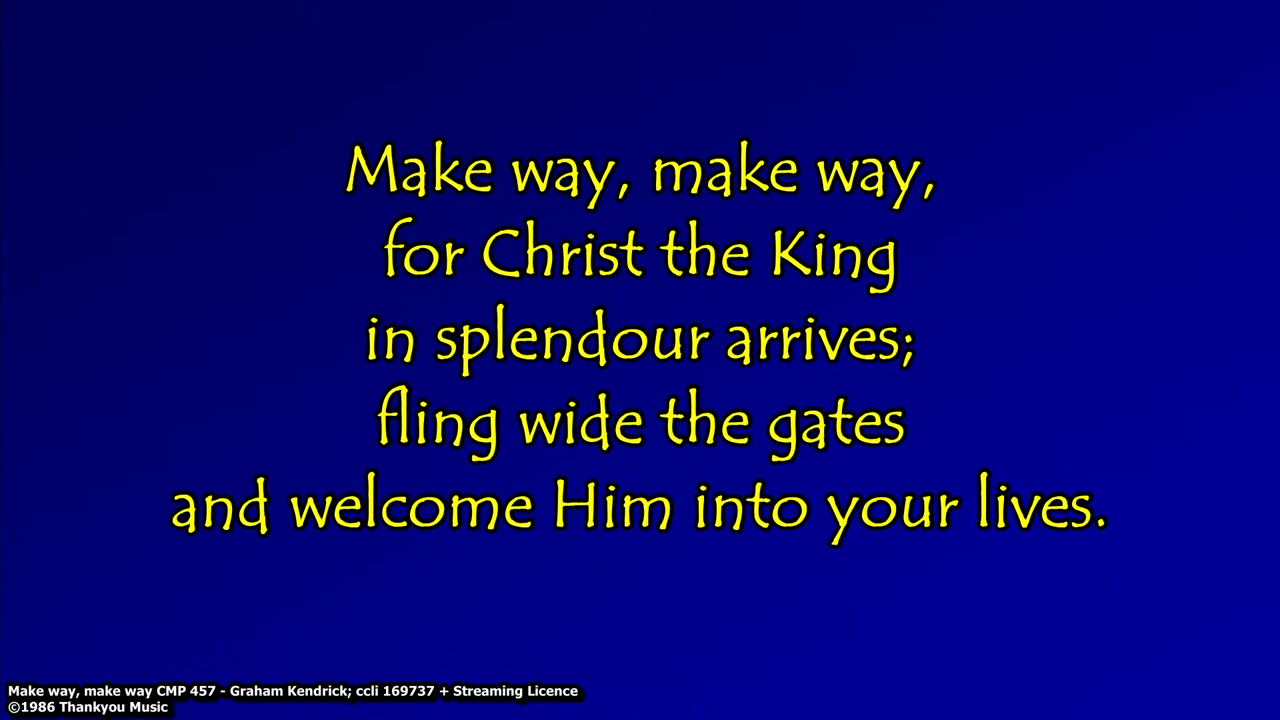 Make way, make way,
for Christ the King
in splendour arrives;
fling wide the gates
and welcome Him into your lives.
Make way, make way CMP 457 - Graham Kendrick; ccli 169737 + Streaming Licence
©1986 Thankyou Music